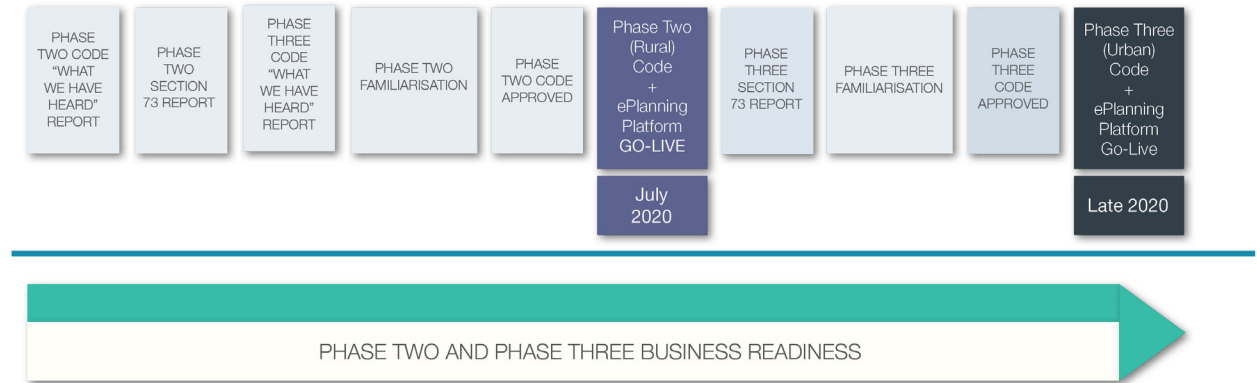 PHASE
TWO CODE
“WHAT
WE HAVE
HEARD”
REPORT
PHASE
TWO
SECTION
73 REPORT
PHASE
THREE
CODE
“WHAT
WE HAVE
HEARD”
REPORT
PHASE TWO
FAMILIARISATION
PHASE
TWO CODE
APPROVED
Phase Two
(Rural)
Code
+
ePlanning
Platform
GO-LIVE
July
2020
PHASE
THREE
SECTION
73 REPORT
PHASE THREE
FAMILIARISATION
PHASE
THREE
CODE
APPROVED
Phase Three
(Urban)
Code
+
ePlanning
Platform
Go-Live
Late 2020
PHASE TWO AND PHASE THREE BUSINESS READINESS